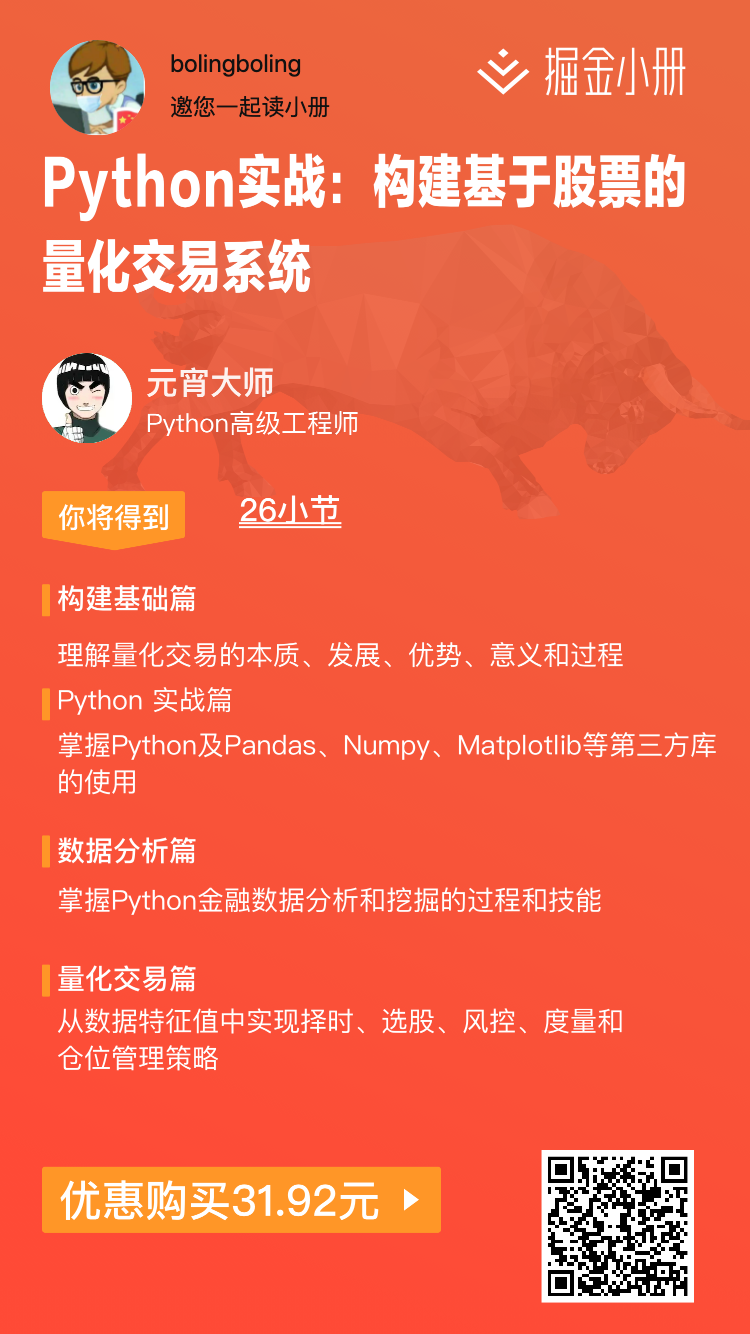 bolingboling
掘金小册
邀您一起读小册
Python实战：构建基于股票的
量化交易系统
元宵大师
Python高级工程师
你将得到
26小节
构建基础篇
理解量化交易的本质、发展、优势、意义和过程
Python 实战篇
掌握Python及Pandas、Numpy、Matplotlib等第三方库
的使用
数据分析篇
掌握Python金融数据分析和挖掘的过程和技能
量化交易篇
从数据特征值中实现择时、选股、风控、度量和
仓位管理策略
优惠购买31.92元